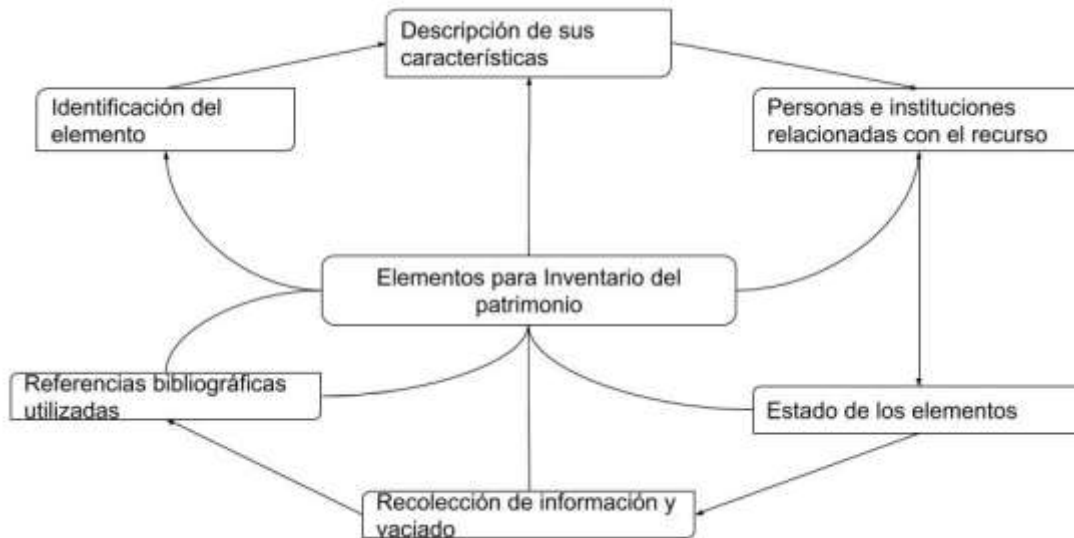 Descripción de sus
características
Identificación del
elemento
Personas e instituciones
relacionadas con el recurso
Elementos para Inventario del
patrimonio
Referencias bibliográficas
utilizadas
Estado de los elementos
Recolección de información y
vaciado